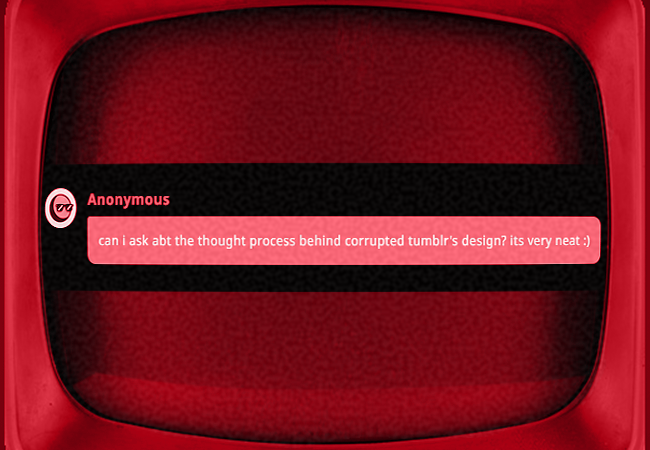 Anonymous
can i ask abt the thought process behind corrupted tumblr's design? its very neat :)